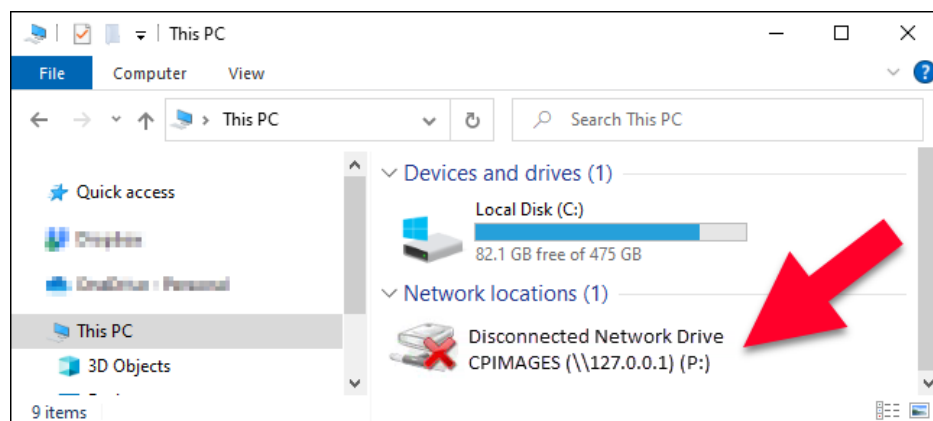 This PC
File Computer View
This PC
Search This PC
Quick access
This PC
3D Objects
9 items
Devices and drives (1)
Local Disk (C:)
82.1 GB free of 475 GB
Network locations (1)
Disconnected Network Drive
CPIMAGES (\\127.0.0.1) (P:)